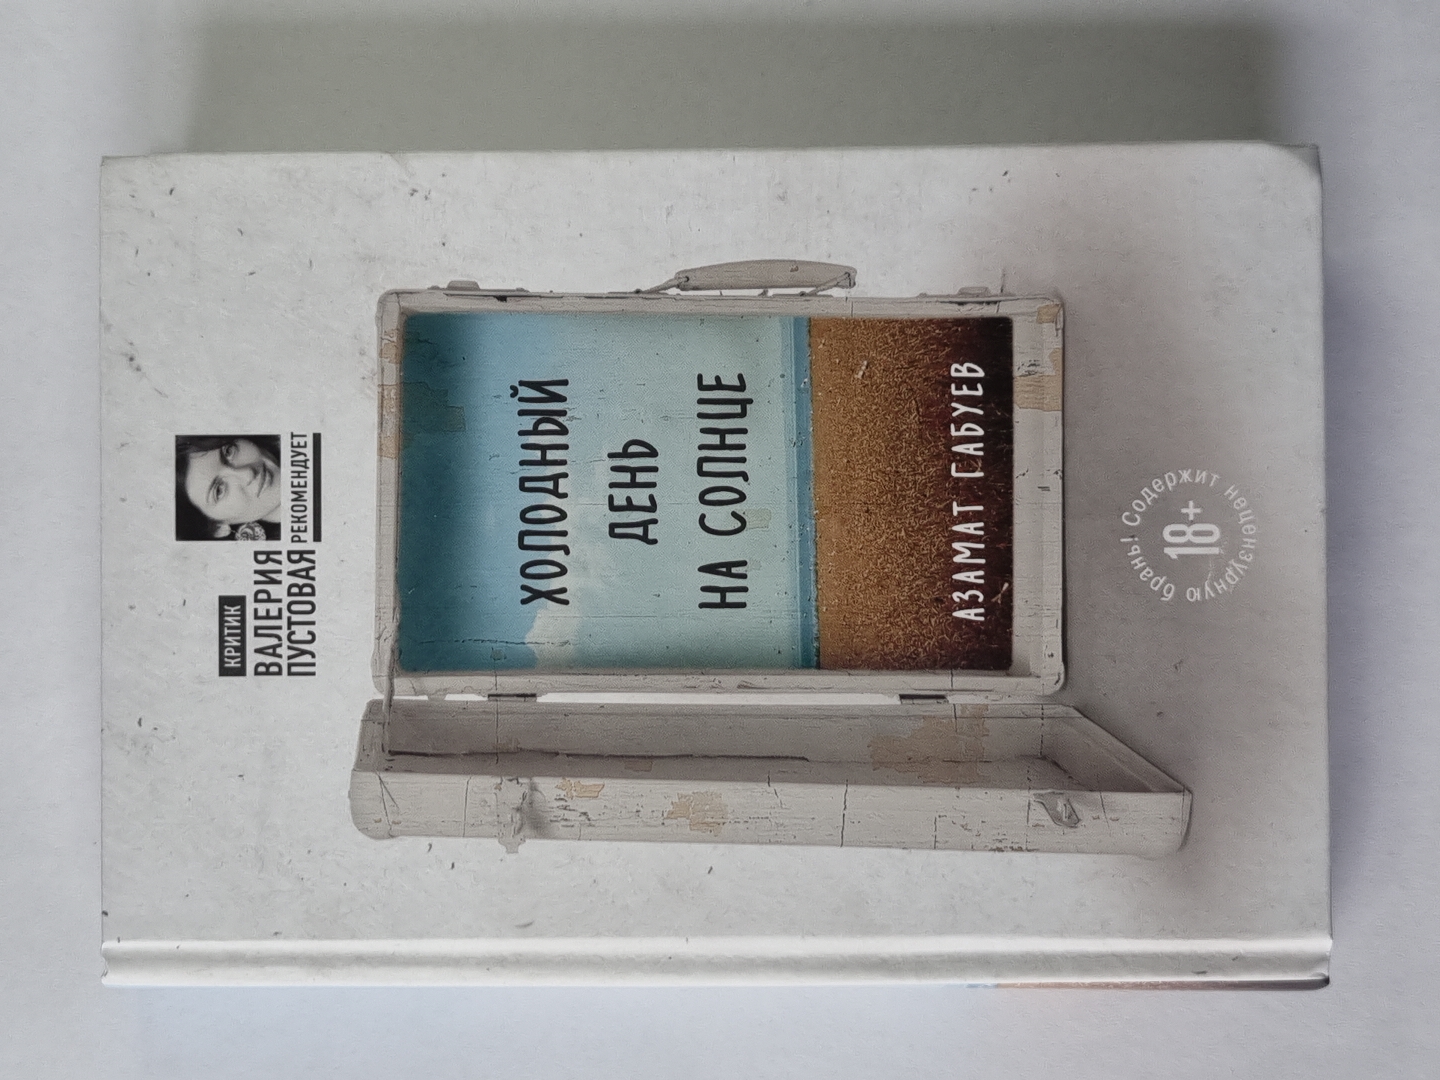 КРИТИК
ВАЛЕРИЯ
ПУСТОВАЯ
РЕКОМЕНДУЕТ
ХОЛОДНЫЙ
ДЕНЬ
НА СОЛНЦЕ
АЗАМАТ ГАБУЕВ
Содержит нецензурную брань!
18+